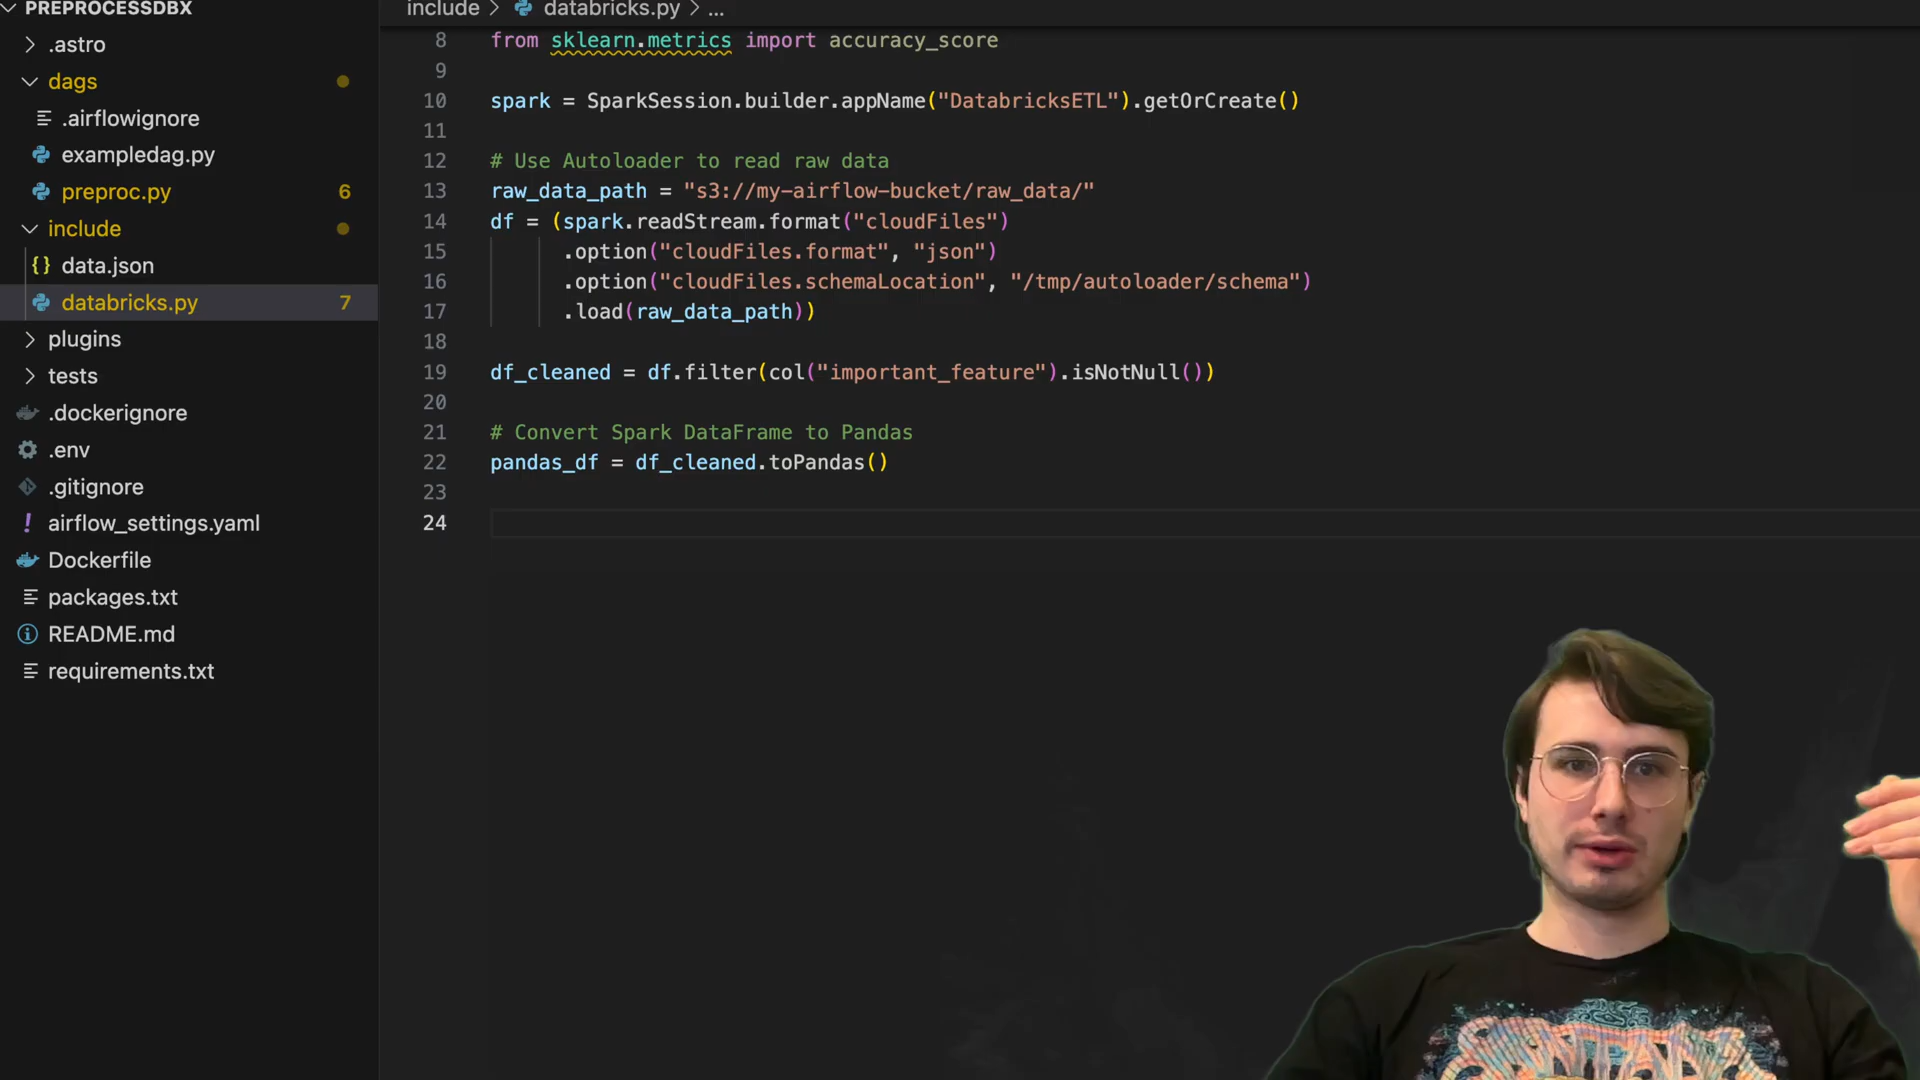 PREPROCESSDBX
.astro
dags
.airflowignore
exampledag.py
preproc.py 6
include
data.json
databricks.py 7
plugins
tests
.dockerignore
.env
.gitignore
airflow_settings.yaml
Dockerfile
packages.txt
README.md
requirements.txt
include > databricks.py > ...
8 from sklearn.metrics import accuracy_score
9
10 spark = SparkSession.builder.appName("DatabricksETL").getOrCreate()
11
12 # Use Autoloader to read raw data
13 raw_data_path = "s3://my-airflow-bucket/raw_data/"
14 df = (spark.readStream.format("cloudFiles")
15 .option("cloudFiles.format", "json")
16 .option("cloudFiles.schemaLocation", "/tmp/autoloader/schema")
17 .load(raw_data_path))
18
19 df_cleaned = df.filter(col("important_feature").isNotNull())
20
21 # Convert Spark DataFrame to Pandas
22 pandas_df = df_cleaned.toPandas()
23
24